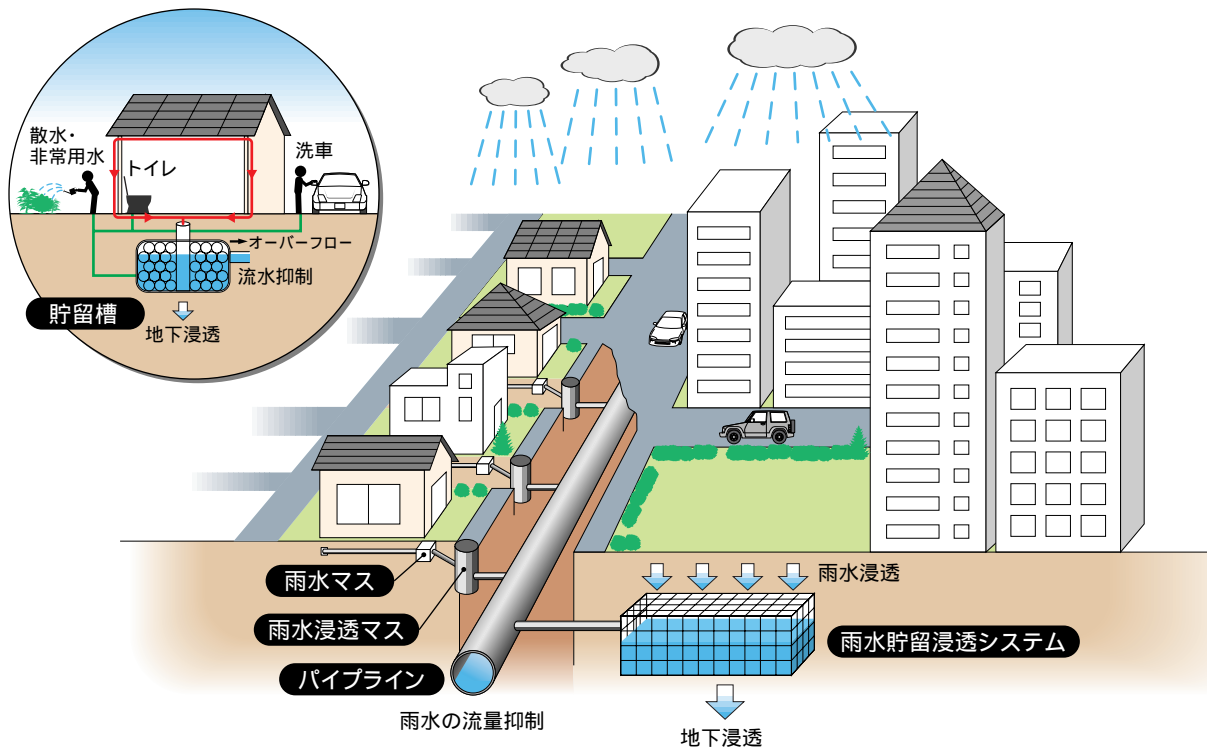 散水・
非常用水
トイレ
洗車
オーバーフロー
流水抑制
貯留槽
地下浸透
雨水マス
雨水浸透マス
パイプライン
雨水の流量抑制
雨水浸透
雨水貯留浸透システム
地下浸透